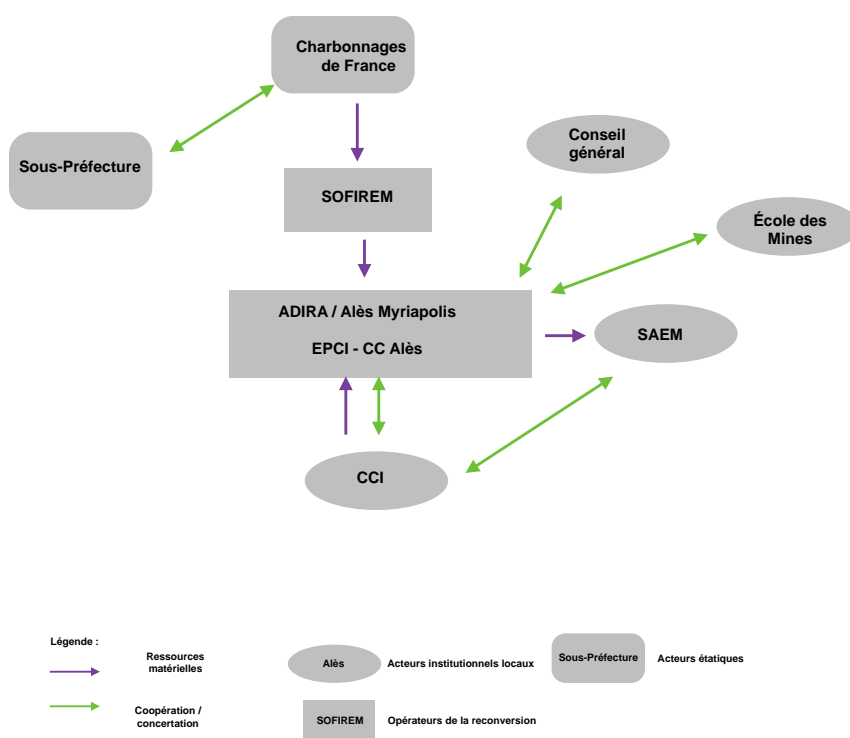 Charbonnages
de France
Sous-Préfecture
Conseil
général
SOFIREM
École des
Mines
ADIRA / Alès Myriapolis
EPCI - CC Alès
SAEM
CCI
Légende :
Ressources
matérielles
Coopération /
concertation
Alès
Acteurs institutionnels locaux
SOFIREM
Opérateurs de la reconversion
Sous-Préfecture
Acteurs étatiques